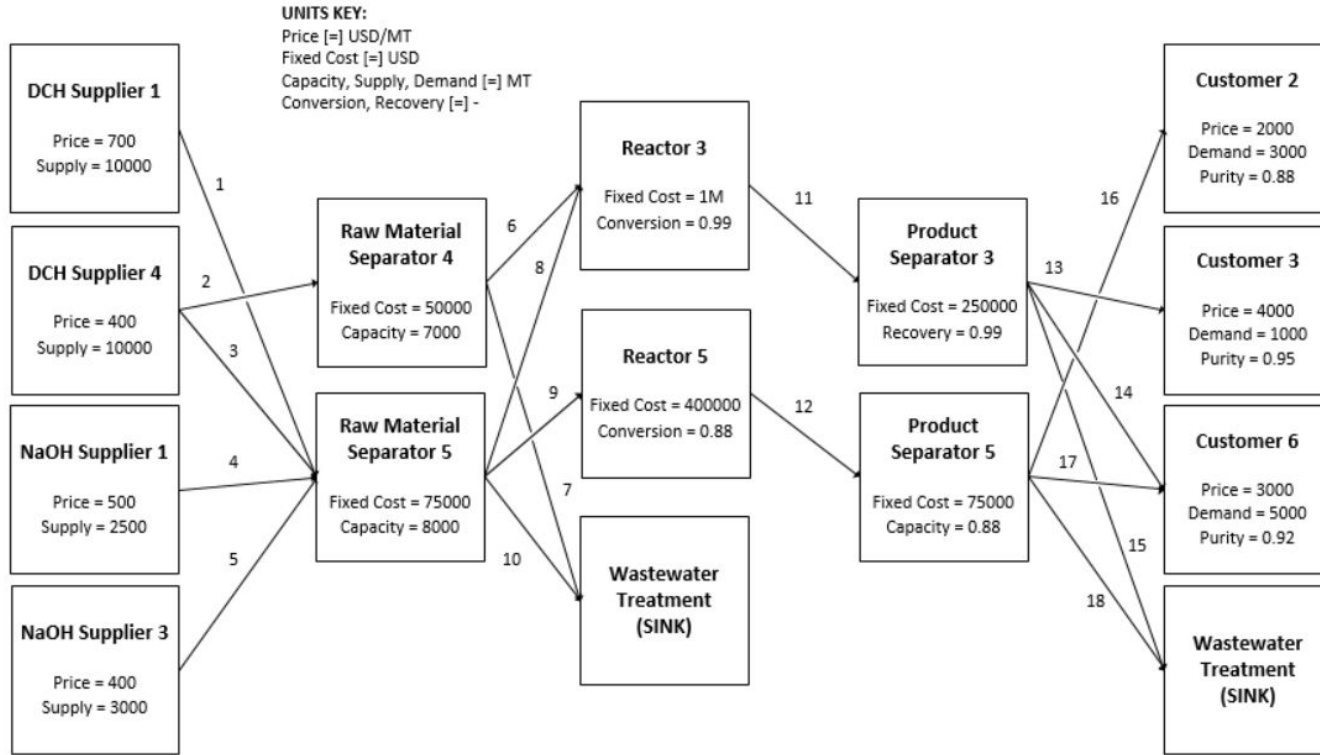 UNITS KEY:
Price [=] USD/MT
Fixed Cost [=] USD
Capacity, Supply, Demand [=] MT
Conversion, Recovery [=] -
DCH Supplier 1
Price = 700
Supply = 10000
DCH Supplier 4
Price = 400
Supply = 10000
NaOH Supplier 1
Price = 500
Supply = 2500
NaOH Supplier 3
Price = 400
Supply = 3000
1
2
3
4
5
Raw Material
Separator 4
Fixed Cost = 50000
Capacity = 7000
Raw Material
Separator 5
Fixed Cost = 75000
Capacity = 8000
6
8
9
7
10
Reactor 3
Fixed Cost = 1M
Conversion = 0.99
Reactor 5
Fixed Cost = 400000
Conversion = 0.88
Wastewater
Treatment
(SINK)
11
12
Product
Separator 3
Fixed Cost = 250000
Recovery = 0.99
Product
Separator 5
Fixed Cost = 75000
Capacity = 0.88
16
13
14
17
15
18
Customer 2
Price = 2000
Demand = 3000
Purity = 0.88
Customer 3
Price = 4000
Demand = 1000
Purity = 0.95
Customer 6
Price = 3000
Demand = 5000
Purity = 0.92
Wastewater
Treatment
(SINK)